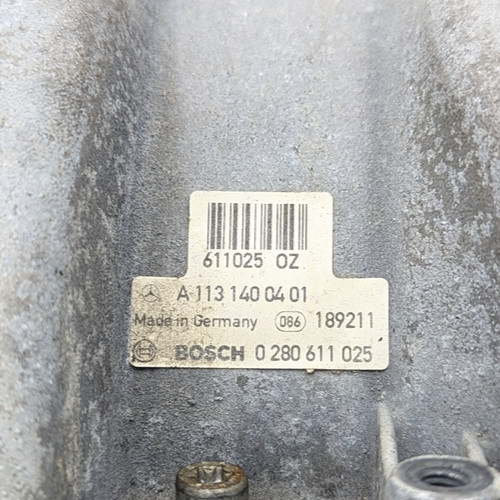 611025 OZ
A 113 140 04 01
Made in Germany 086 189211
BOSCH 0 280 611 025
M